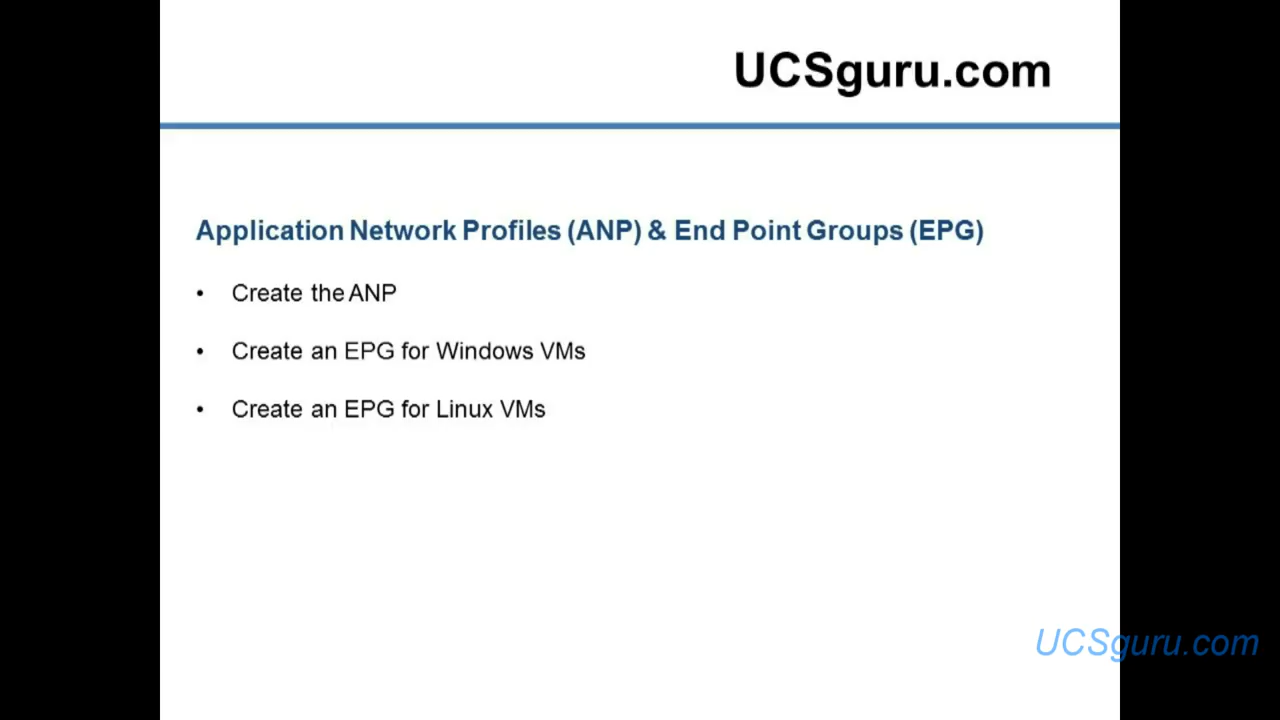 UCSguru.com
Application Network Profiles (ANP) & End Point Groups (EPG)
• Create the ANP
• Create an EPG for Windows VMs
• Create an EPG for Linux VMs
UCSguru.com